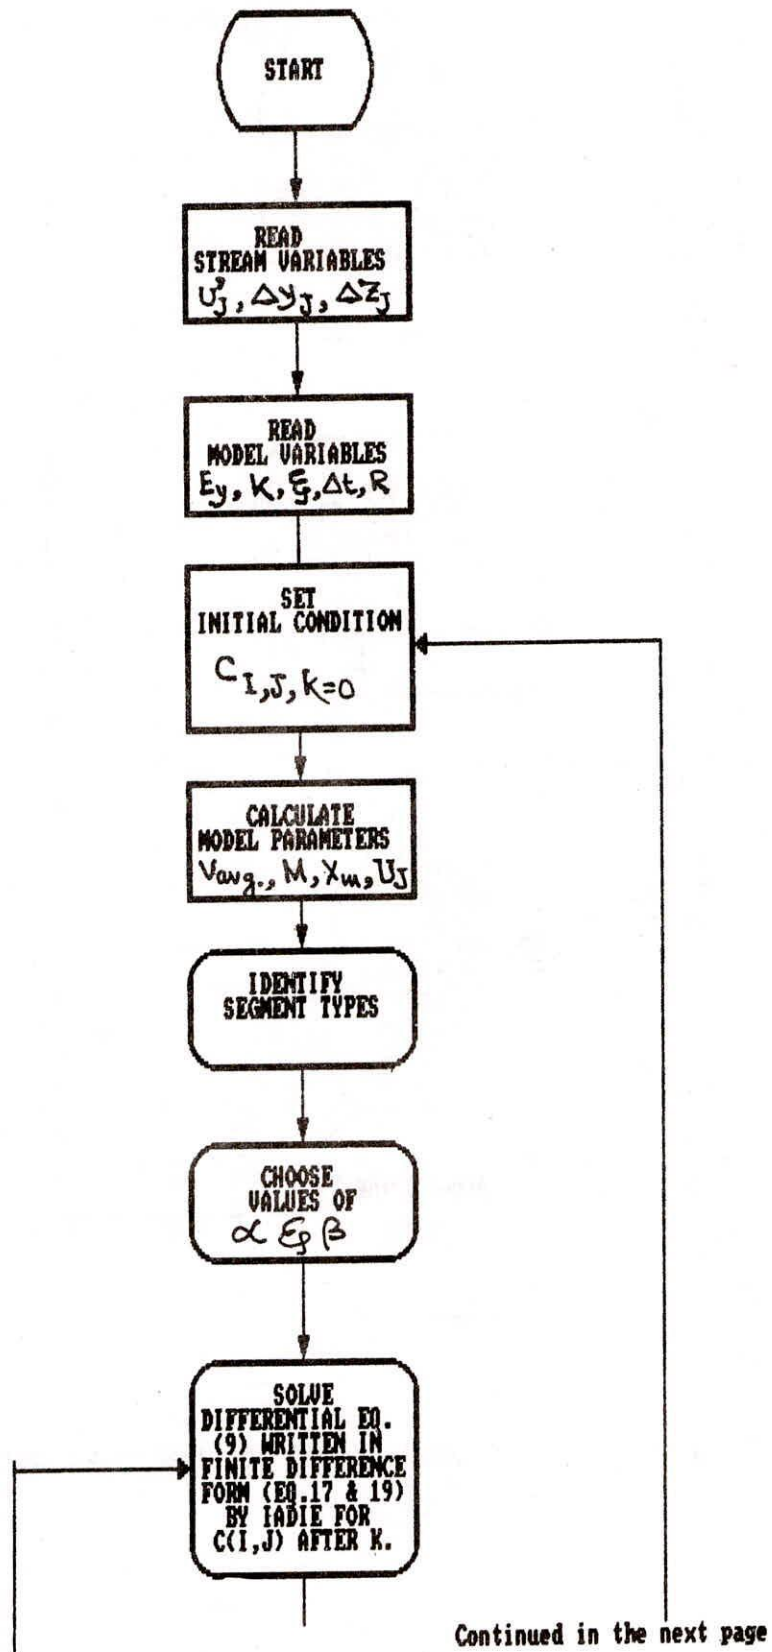 START
READ
STREAM VARIABLES
U'J, Δy J, ΔZJ
READ
MODEL VARIABLES
Ey, K, ξ, Δt, R
SET
INITIAL CONDITION
C I,J, K=0
CALCULATE
MODEL PARAMETERS
Vavg., M, Xm, UJ
IDENTIFY
SEGMENT TYPES
CHOOSE
VALUES OF
α & β
SOLVE
DIFFERENTIAL EQ.
(9) WRITTEN IN
FINITE DIFFERENCE
FORM (EQ.17 & 19)
BY IADIE FOR
C(I,J) AFTER K.
Continued in the next page